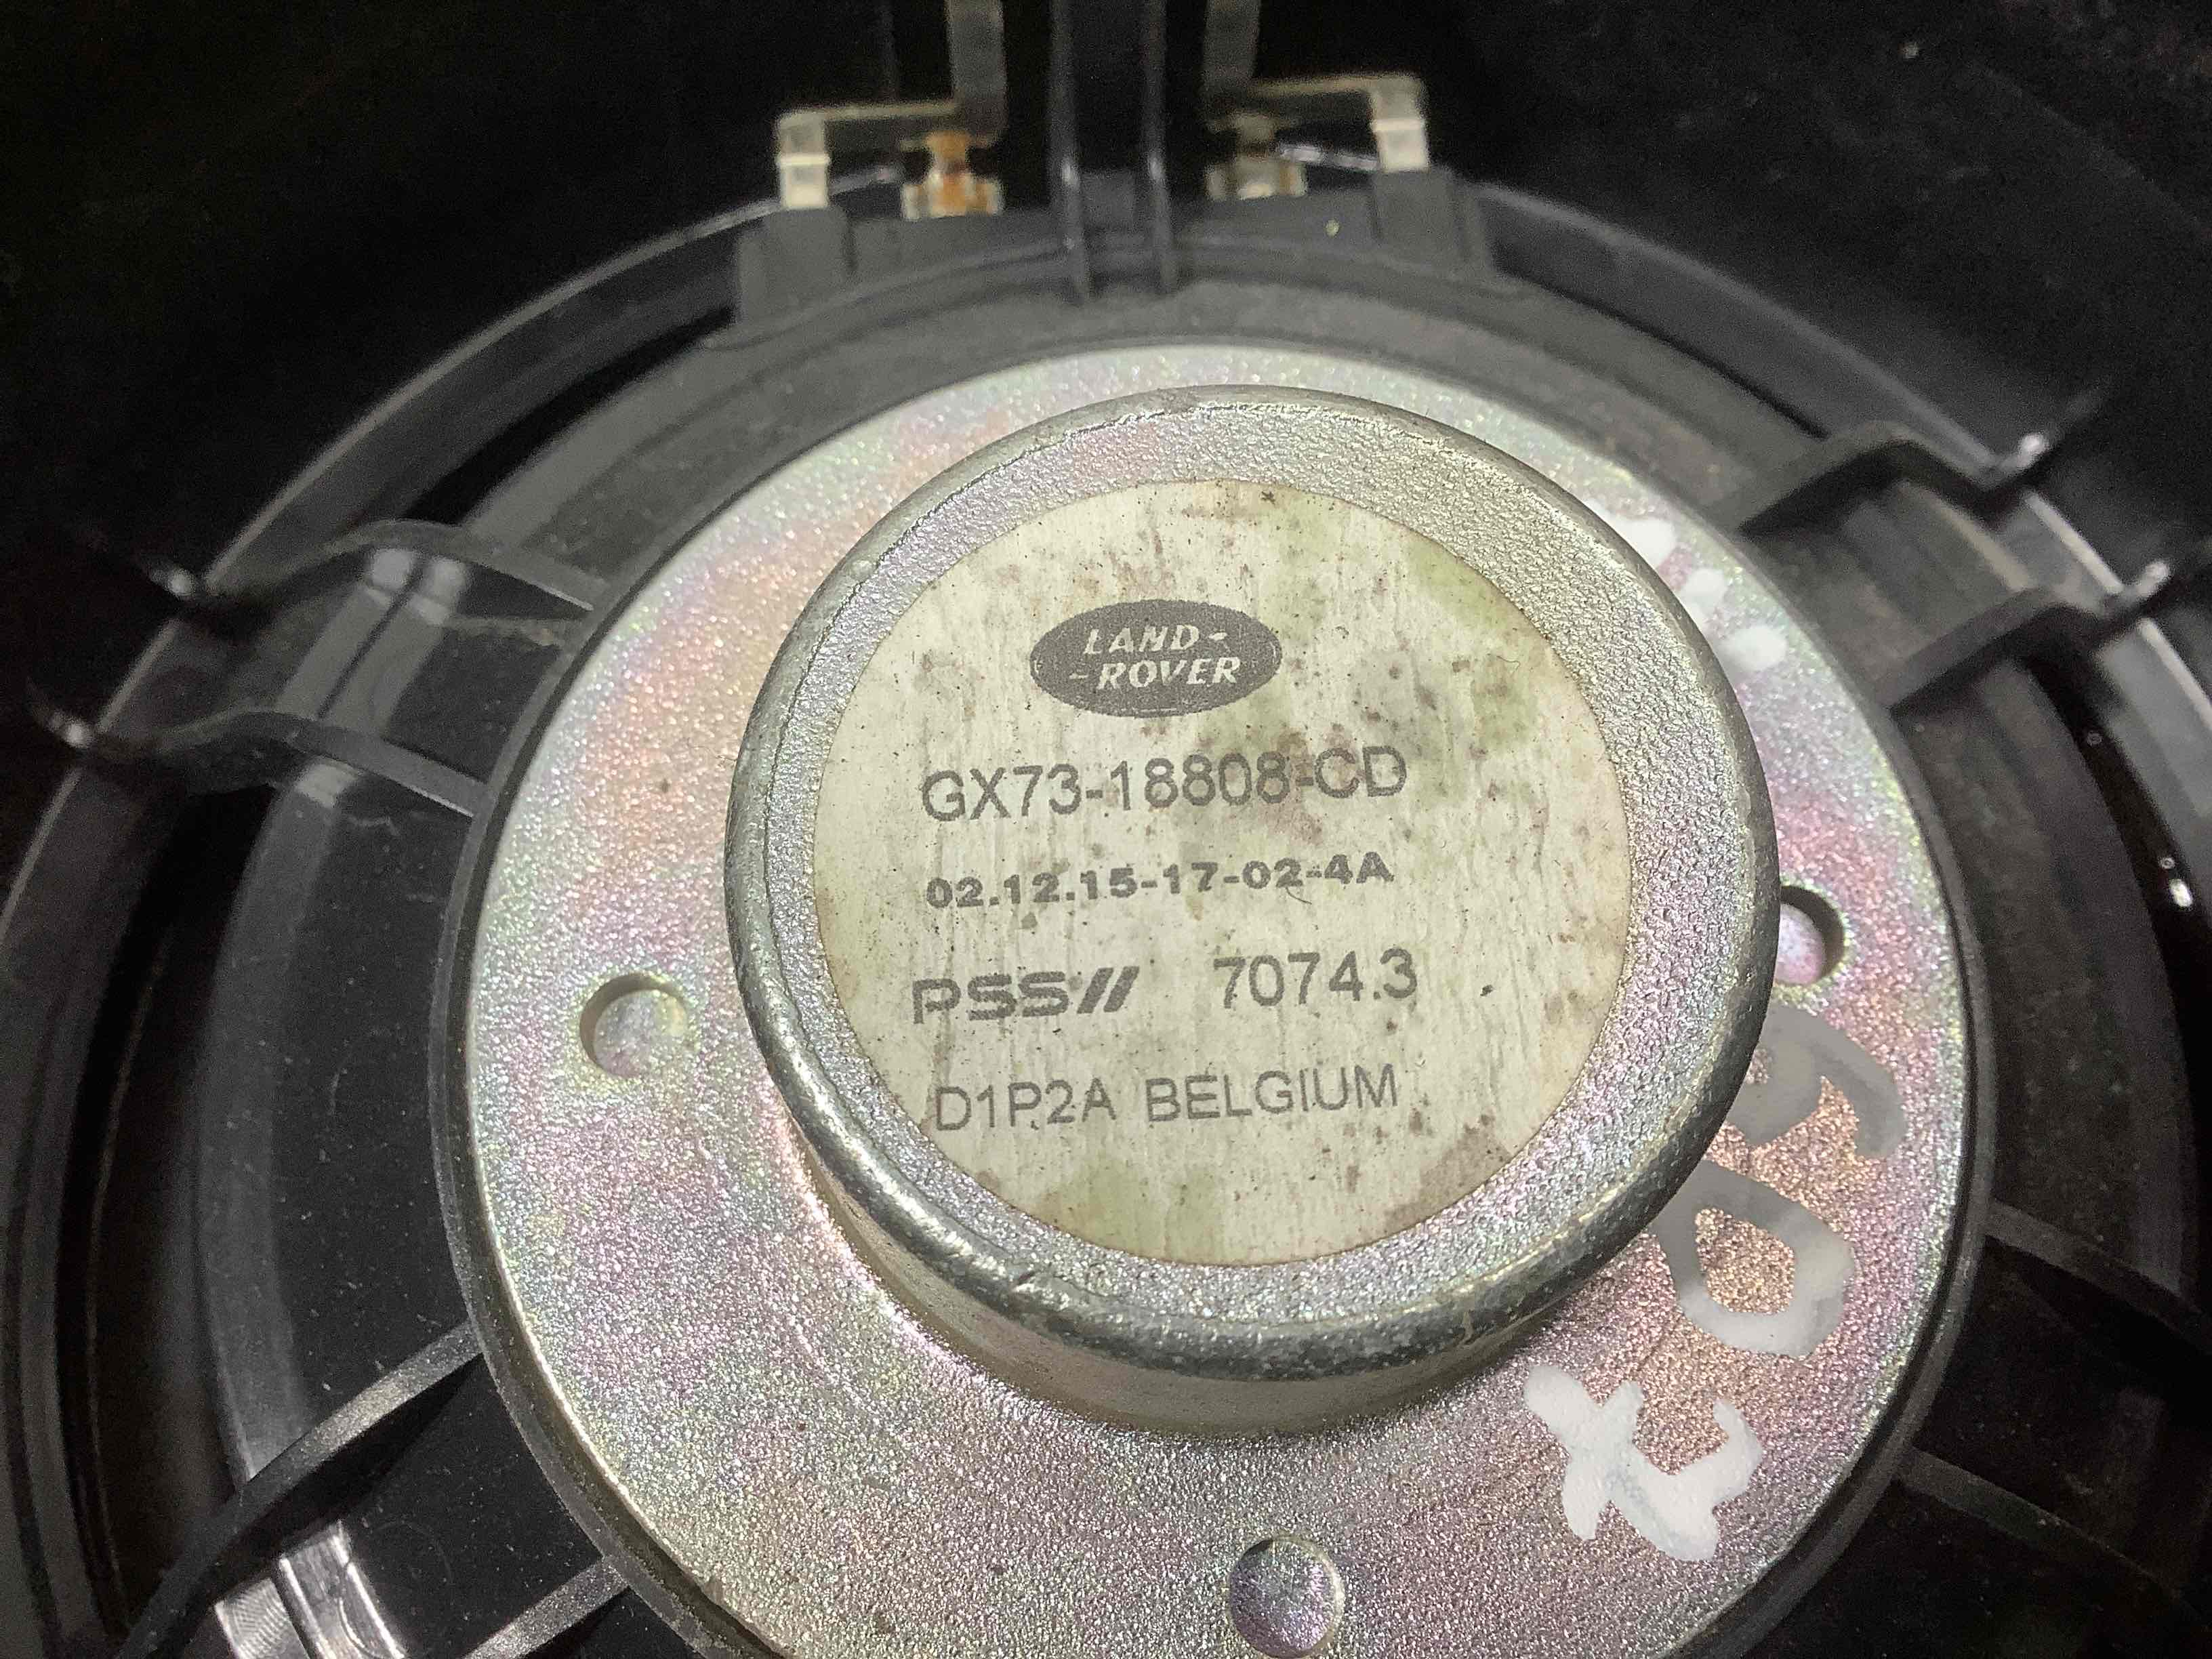 LAND-
-ROVER
GX73-18808-CD
02.12.15-17-02-4A
PSS// 7074.3
D1P2A BELGIUM